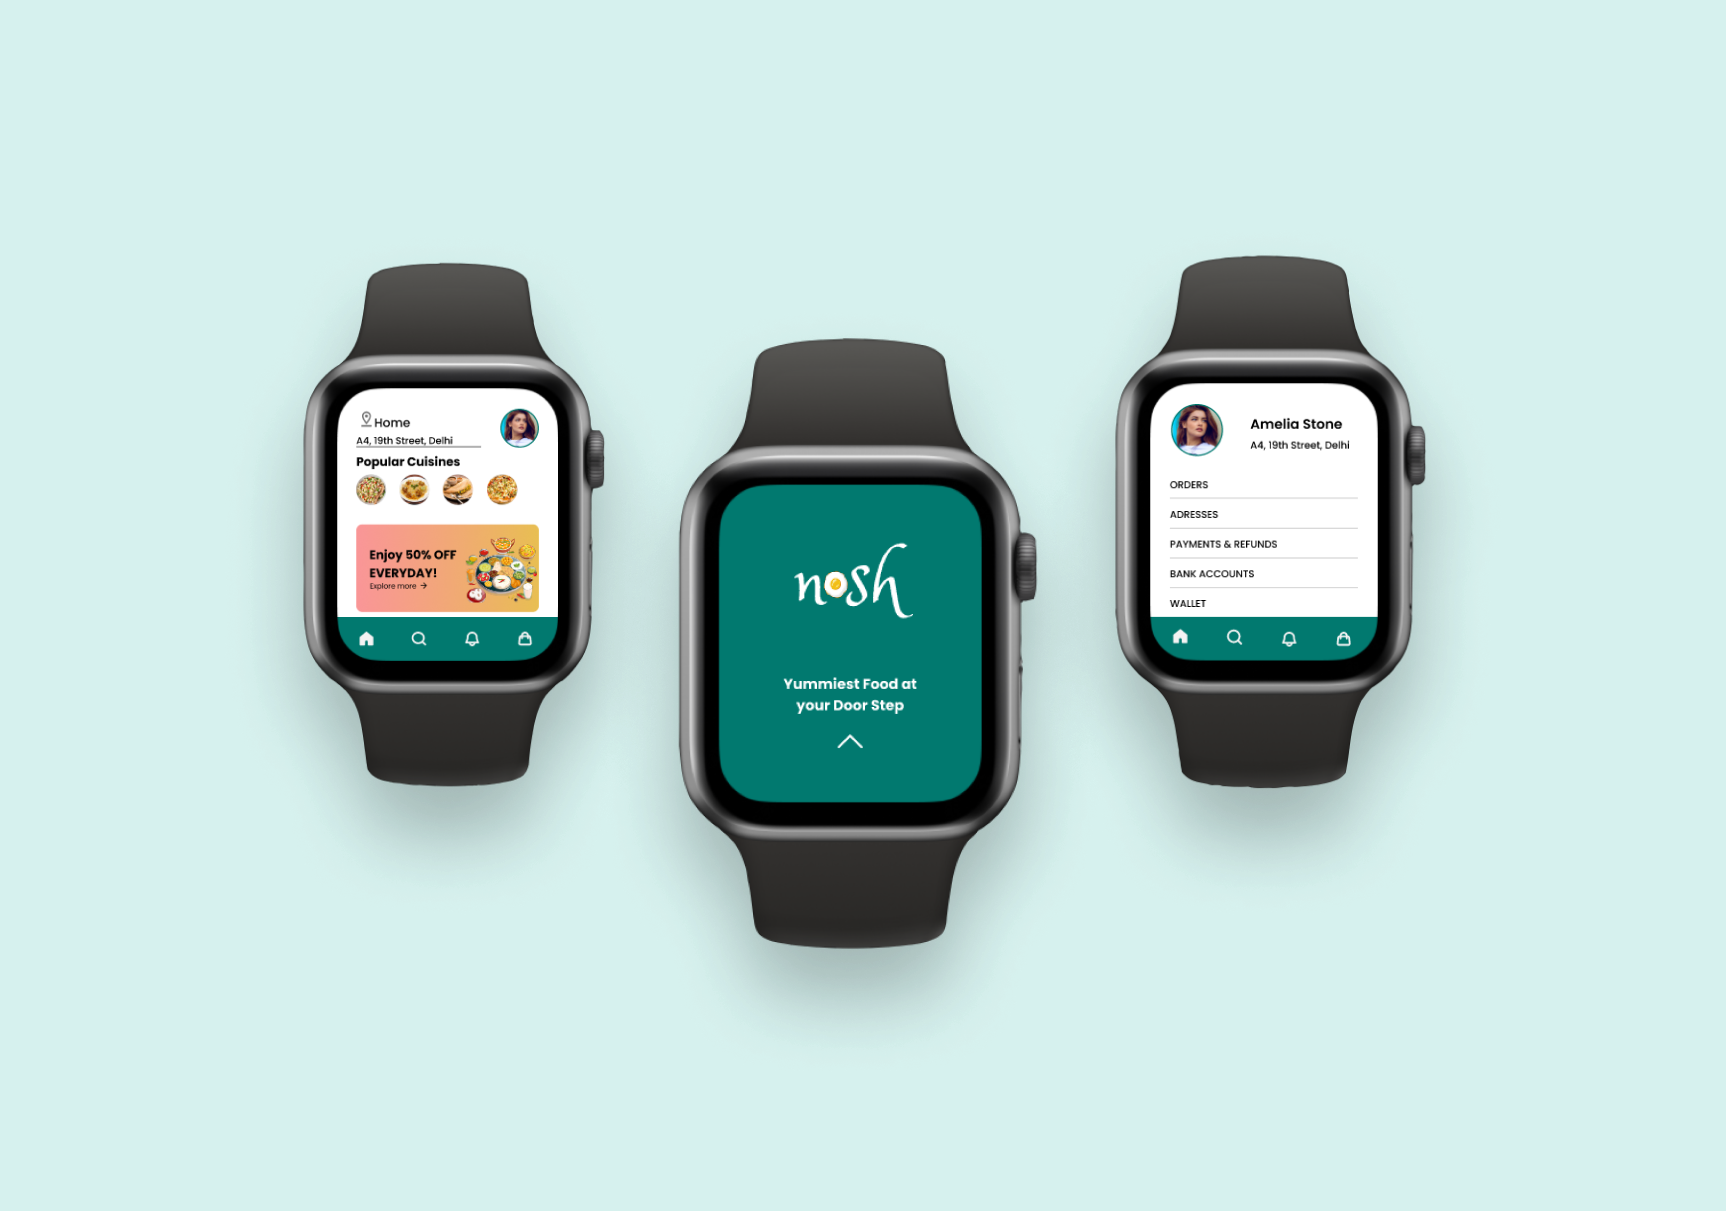 Home
A4, 19th Street, Delhi
Popular Cuisines
Enjoy 50% OFF
EVERYDAY!
Explore more →
nosh
Yummiest Food at
your Door Step
Amelia Stone
A4, 19th Street, Delhi
ORDERS
ADRESSES
PAYMENTS & REFUNDS
BANK ACCOUNTS
WALLET